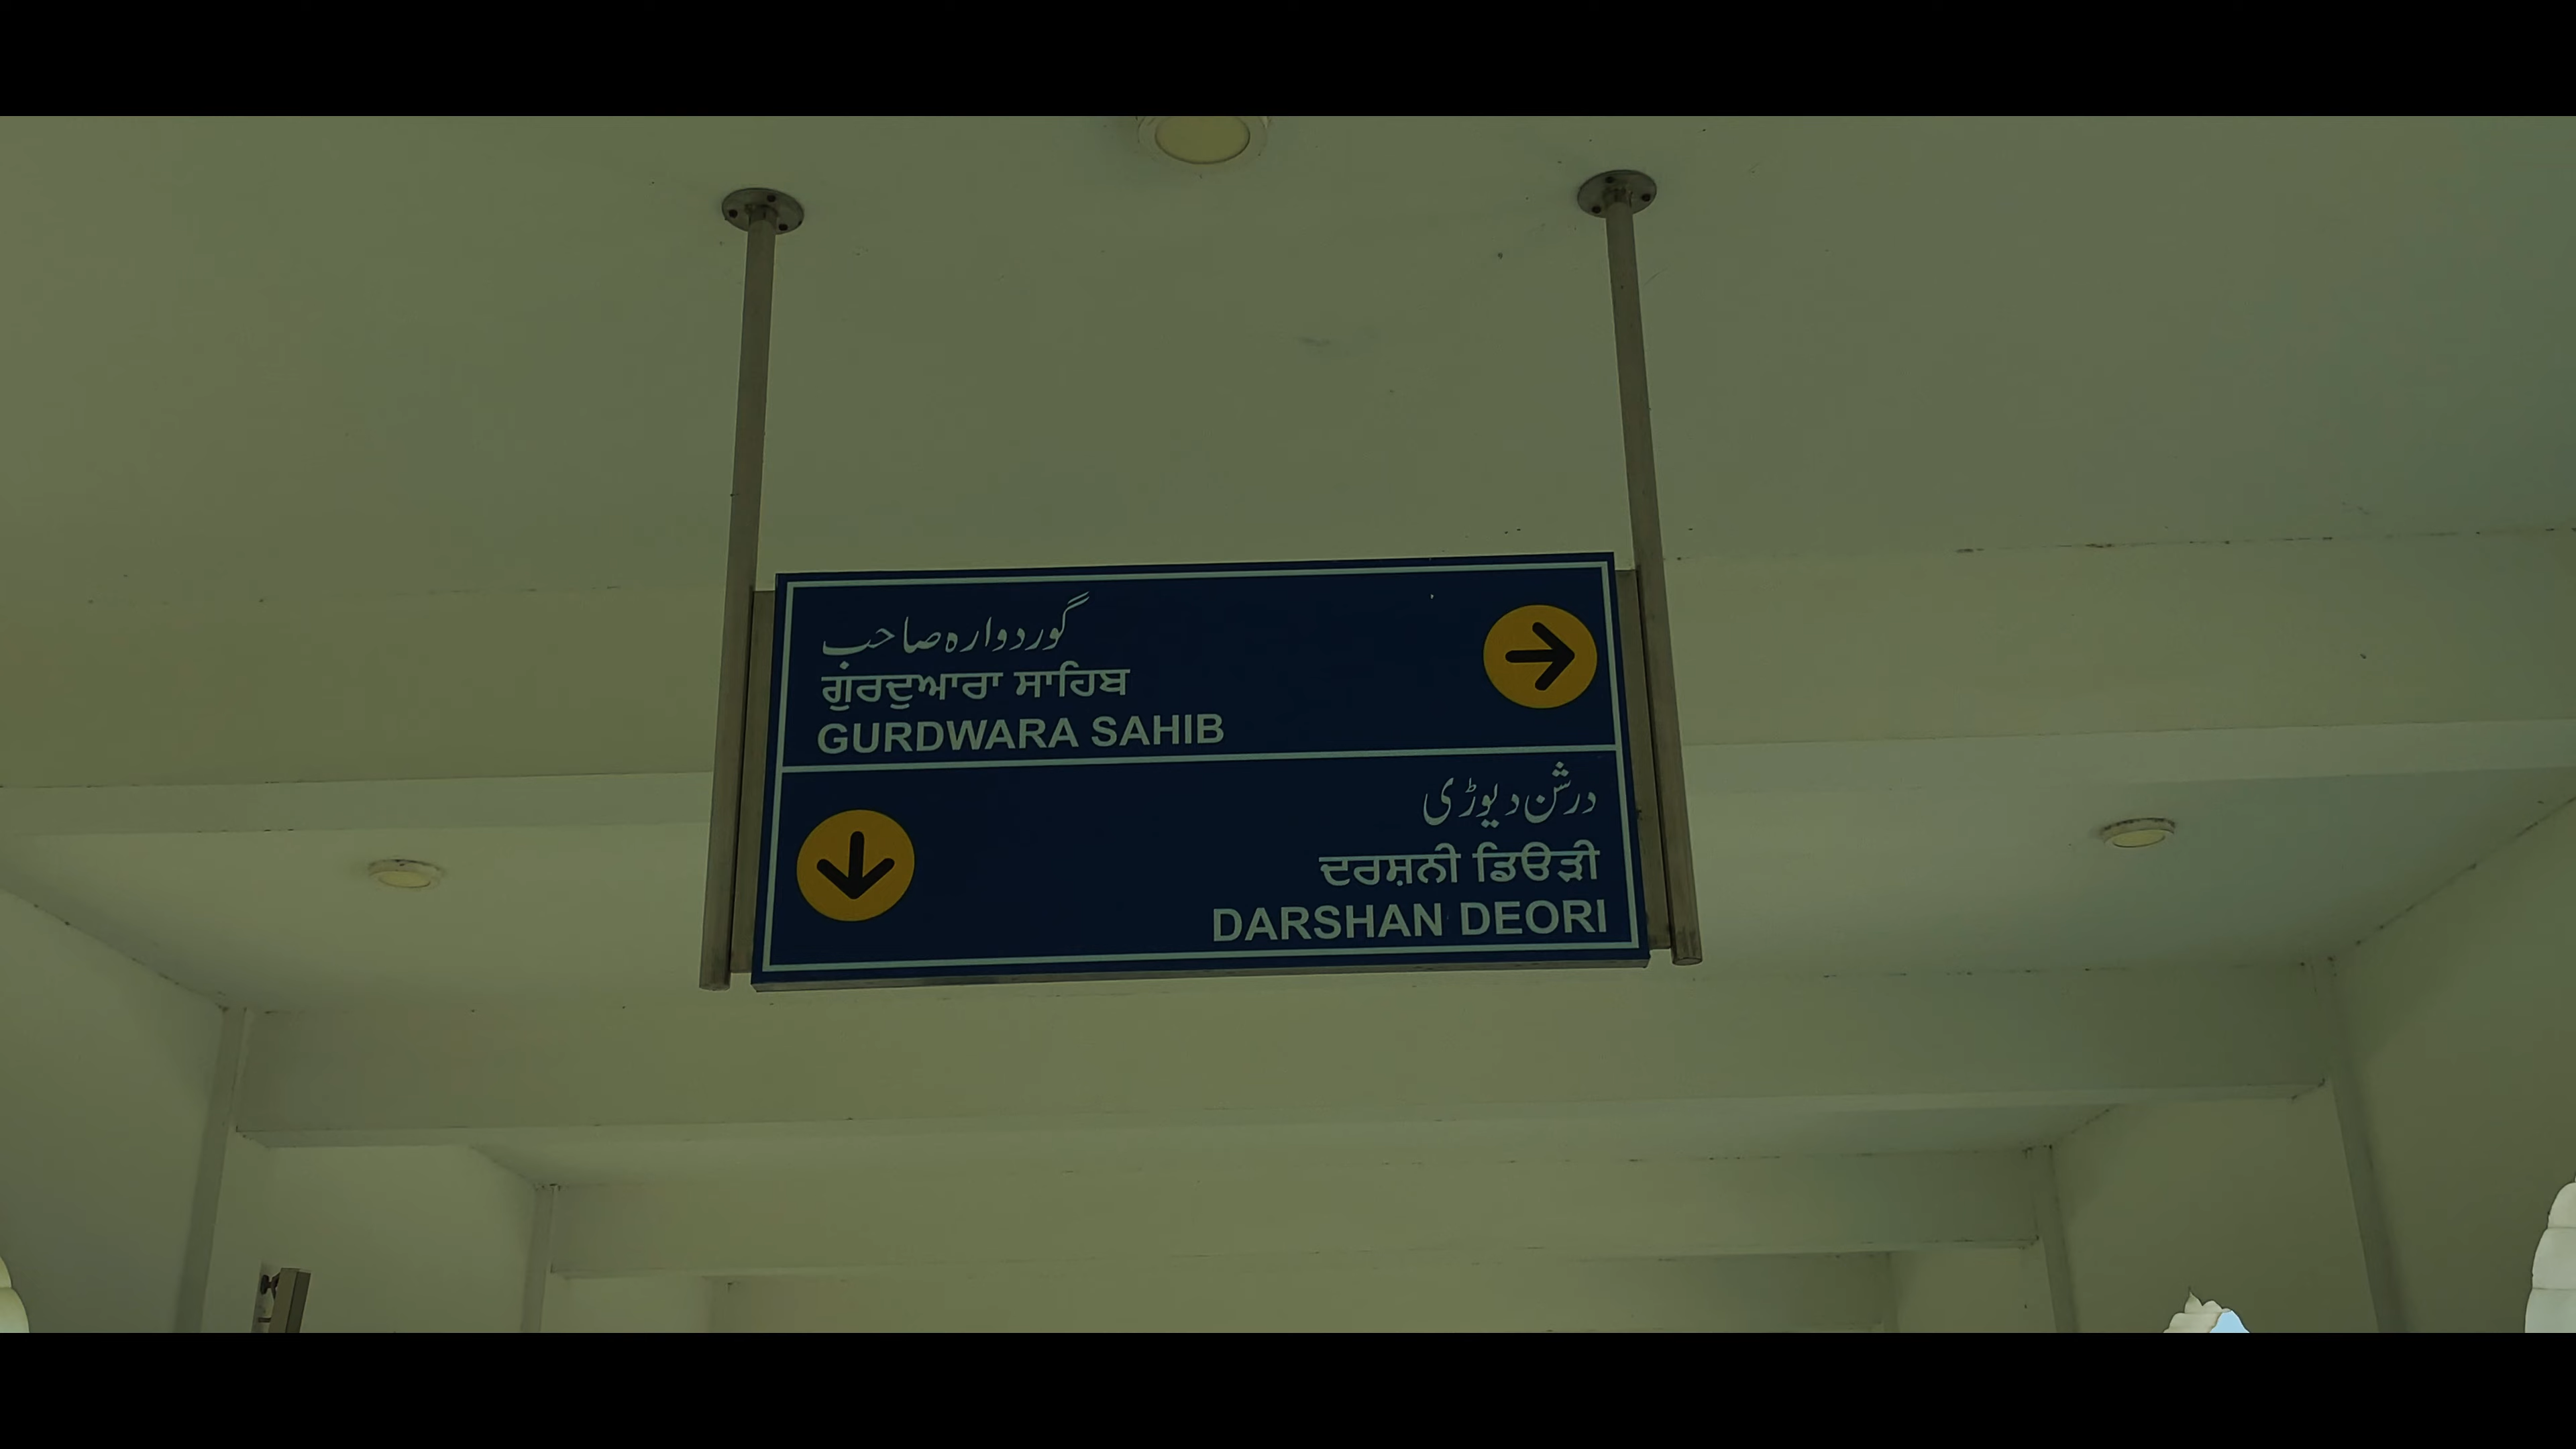 گوردوارہ صاحب
ਗੁਰਦੁਆਰਾ ਸਾਹਿਬ
GURDWARA SAHIB
درشن دیوڑی
ਦਰਸ਼ਨੀ ਡਿਓੜੀ
DARSHAN DEORI